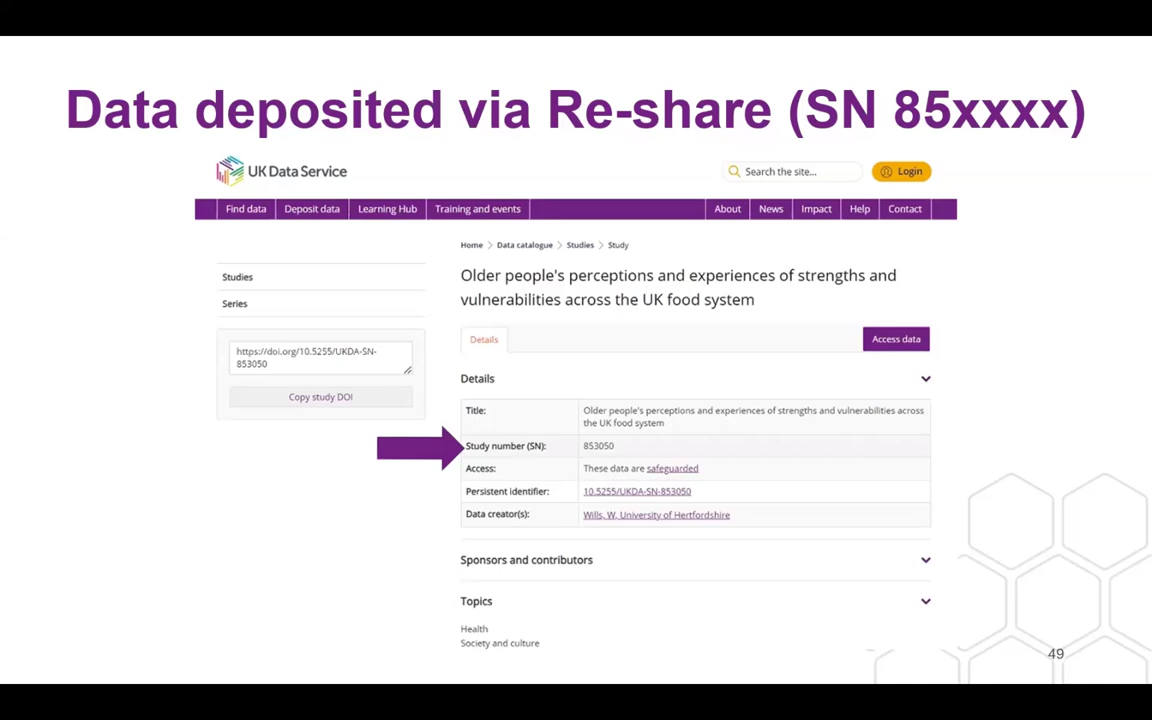 Data deposited via Re-share (SN 85xxxx)
UK Data Service
Search the site...
Login
Find data
Deposit data
Learning Hub
Training and events
About
News
Impact
Help
Contact
Home > Data catalogue > Studies > Study
Studies
Series
https://doi.org/10.5255/UKDA-SN-
853050
Copy study DOI
Older people's perceptions and experiences of strengths and
vulnerabilities across the UK food system
Details
Access data
Details
Title:
Older people's perceptions and experiences of strengths and vulnerabilities across
the UK food system
Study number (SN):
853050
Access:
These data are safeguarded
Persistent identifier:
10.5255/UKDA-SN-853050
Data creator(s):
Wills, W, University of Hertfordshire
Sponsors and contributors
Topics
Health
Society and culture
49